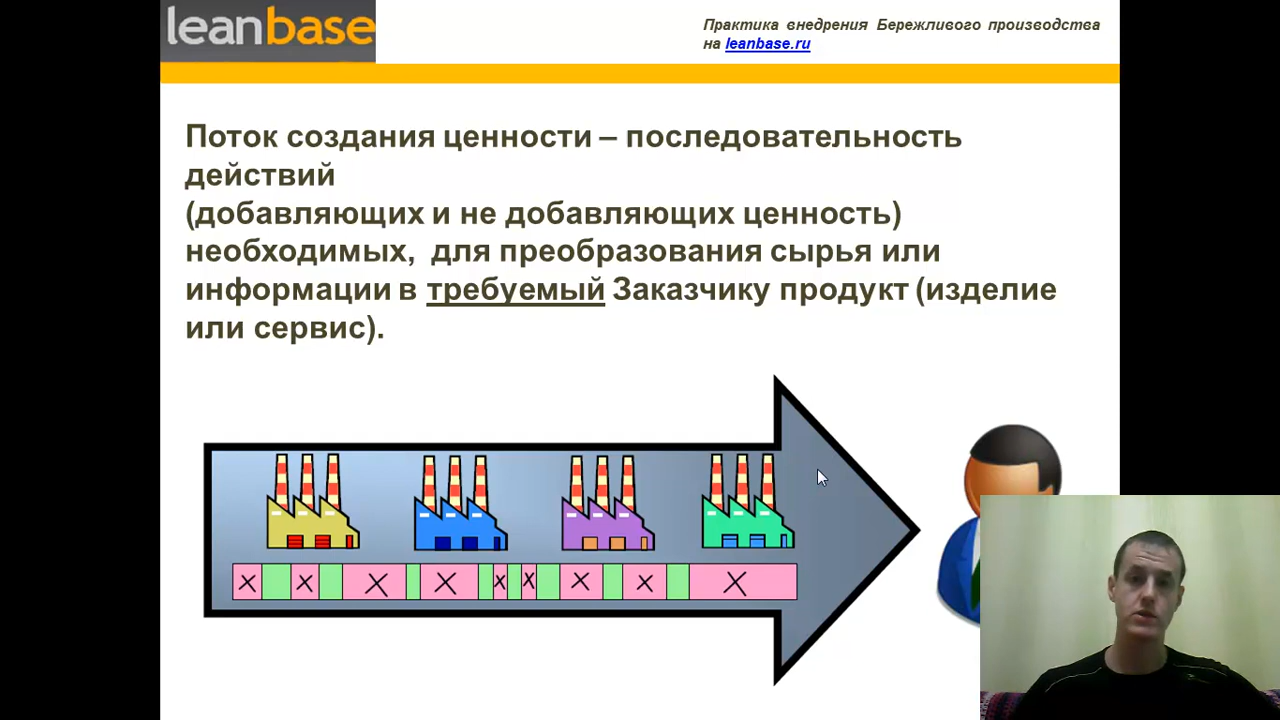 leanbase
Практика внедрения Бережливого производства
на leanbase.ru
Поток создания ценности – последовательность
действий
(добавляющих и не добавляющих ценность)
необходимых, для преобразования сырья или
информации в требуемый Заказчику продукт (изделие
или сервис).
X X X X X X X X X